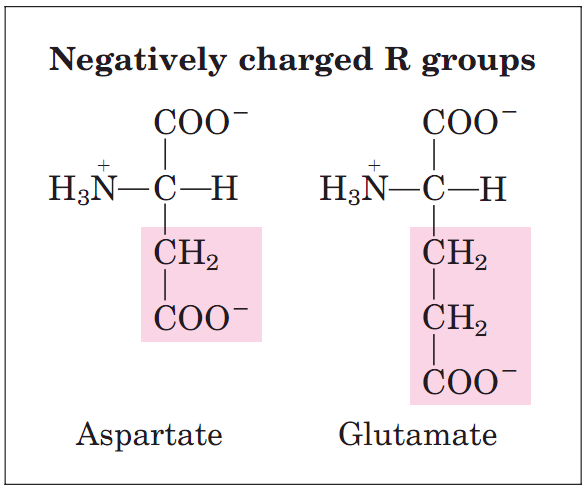 Negatively charged R groups
COO⁻ COO⁻
H₃N⁺—C—H H₃N⁺—C—H
CH₂ CH₂
COO⁻ CH₂
COO⁻
Aspartate Glutamate